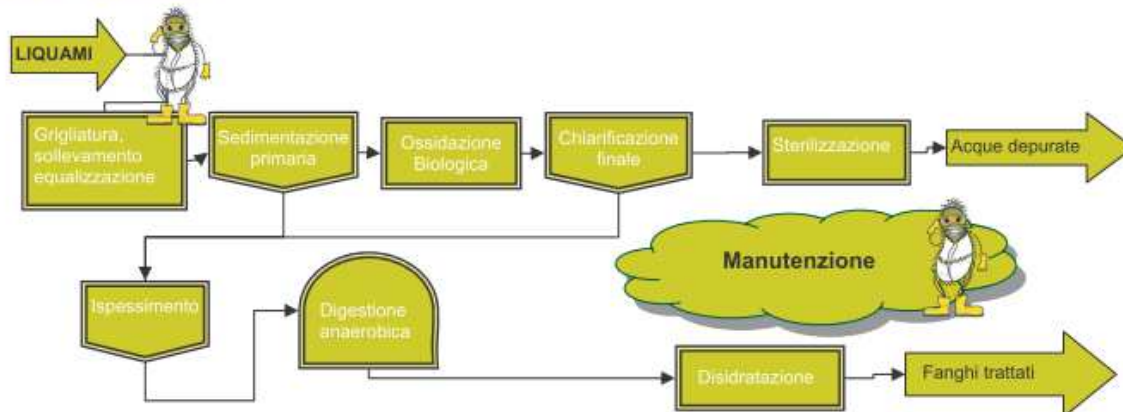 LIQUAMI
Grigliatura,
sollevamento
equalizzazione
Sedimentazione
primaria
Ossidazione
Biologica
Chiarificazione
finale
Sterilizzazione
Acque depurate
Manutenzione
Ispessimento
Digestione
anaerobica
Disidratazione
Fanghi trattati